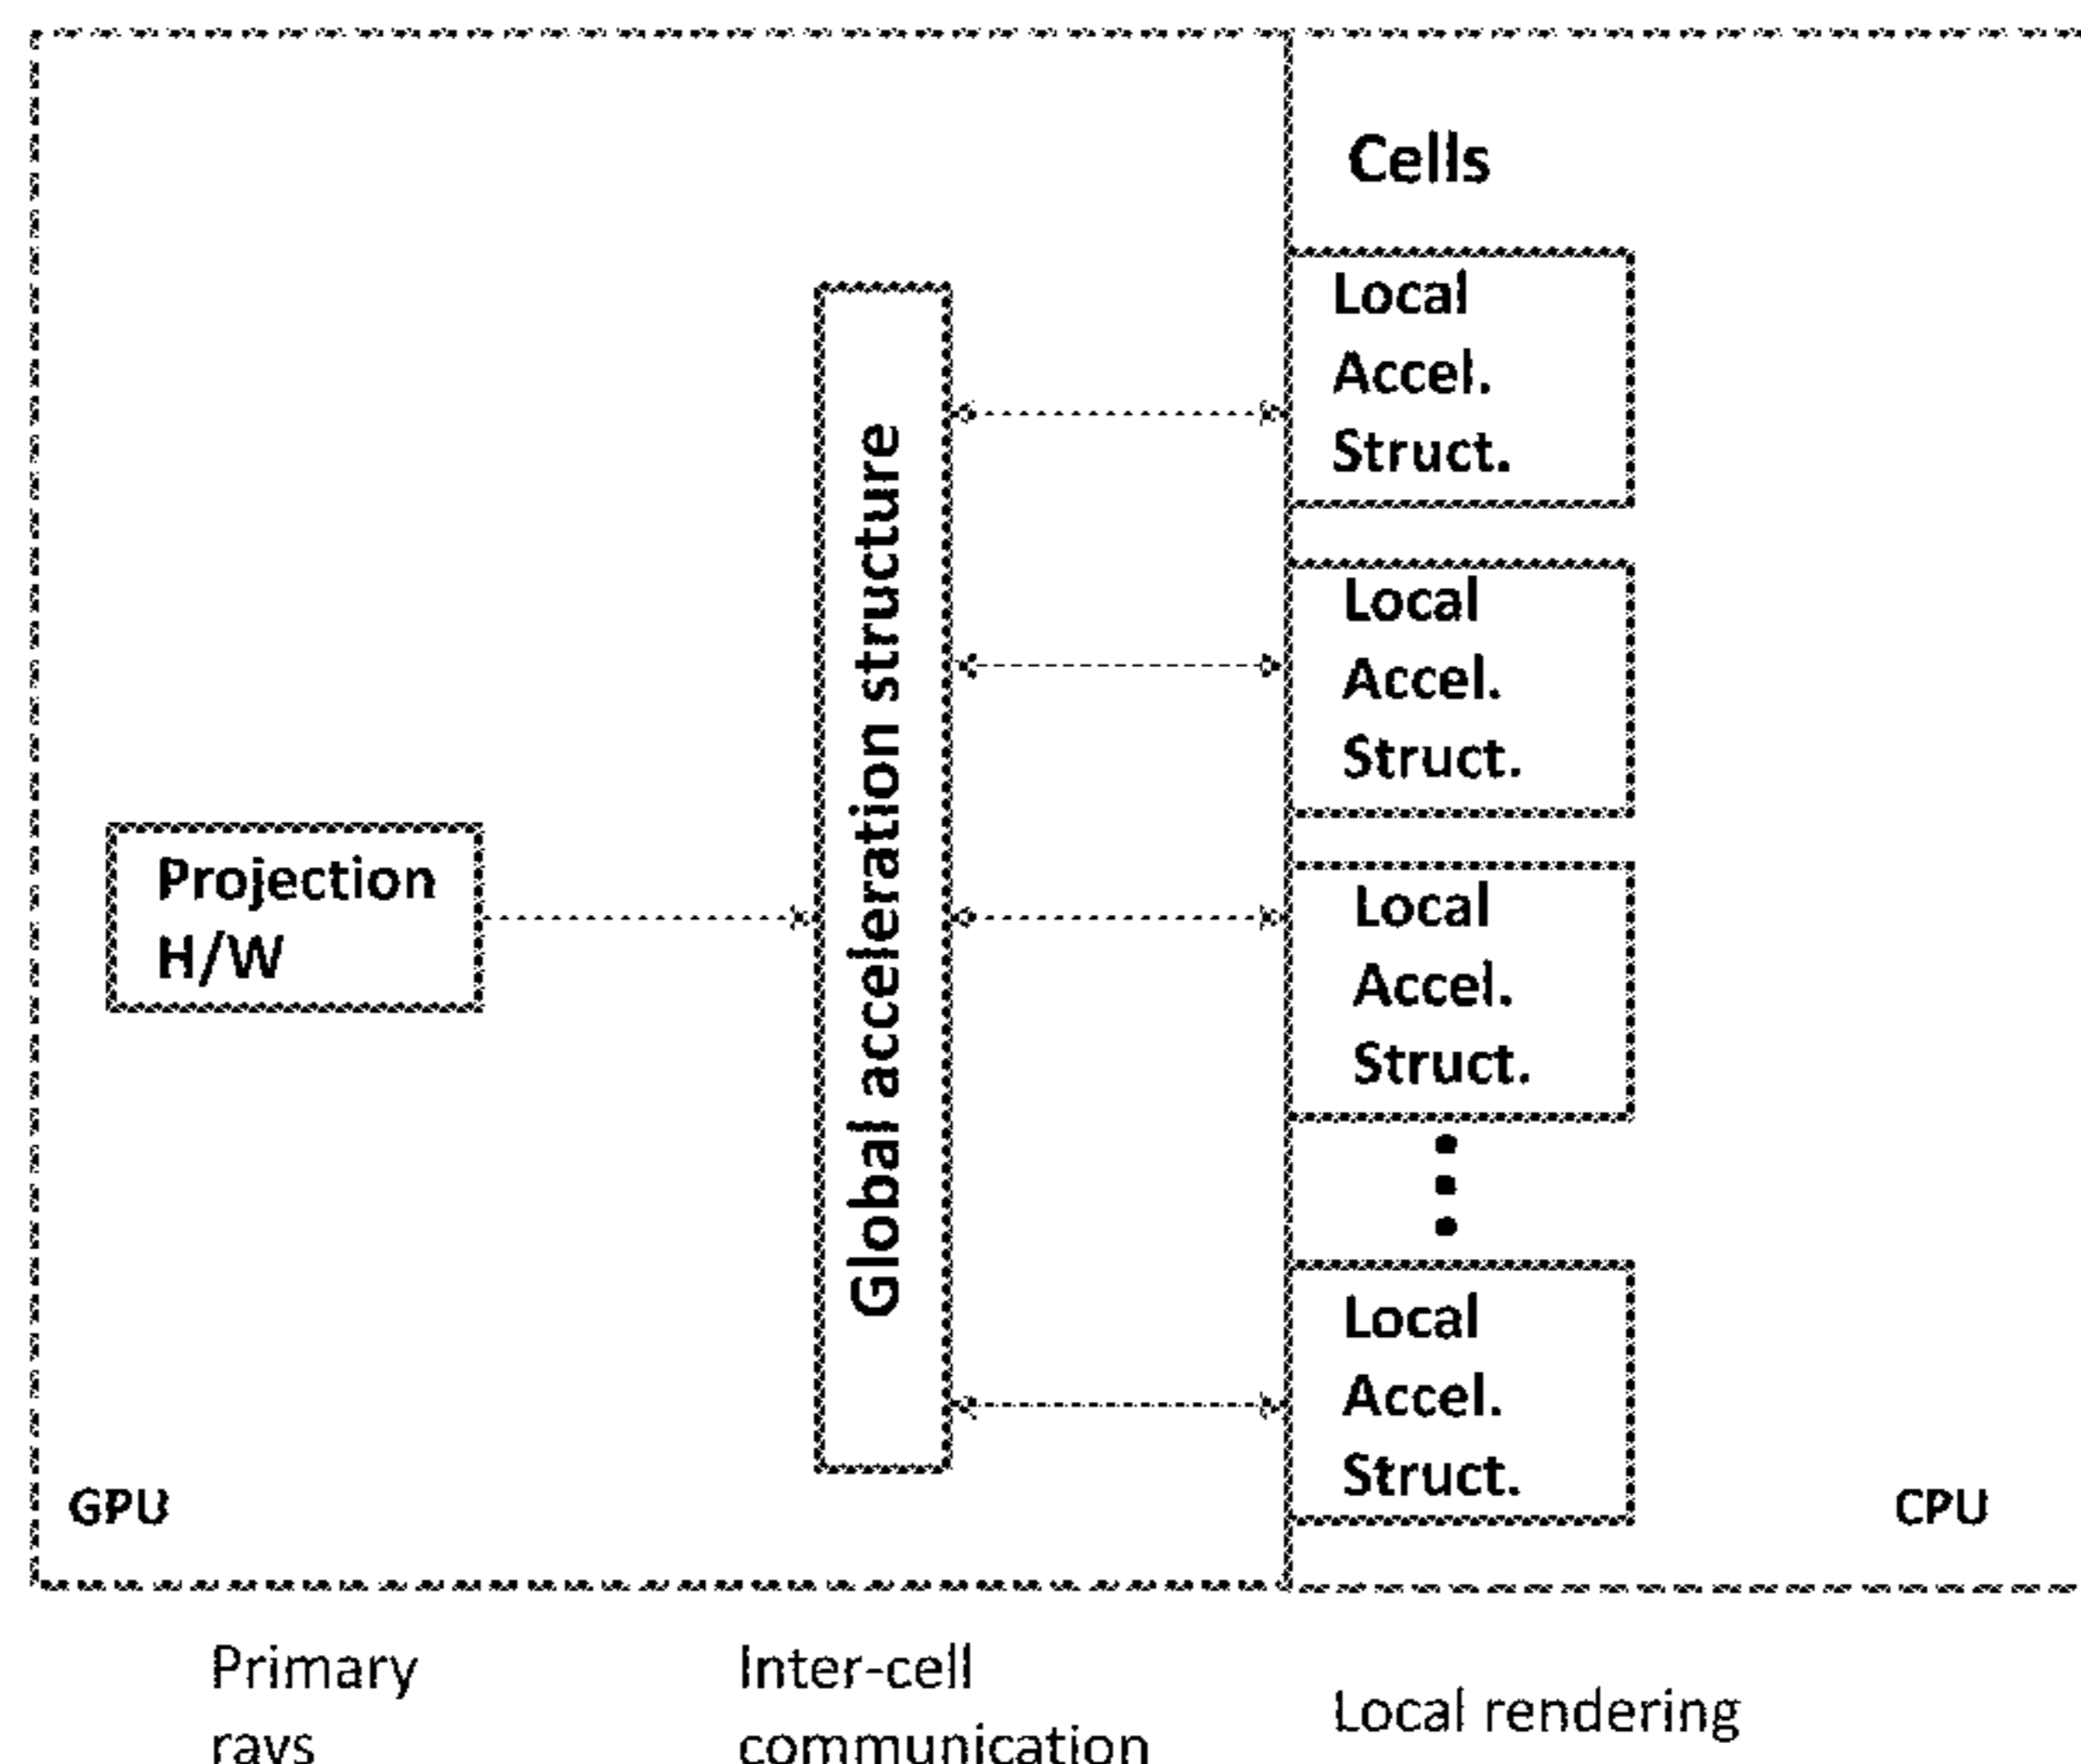 Cells
Local
Accel.
Struct.
Local
Accel.
Struct.
Global acceleration structure
Projection
H/W
Local
Accel.
Struct.
Local
Accel.
Struct.
GPU
CPU
Primary
rays
Inter-cell
communication
Local rendering